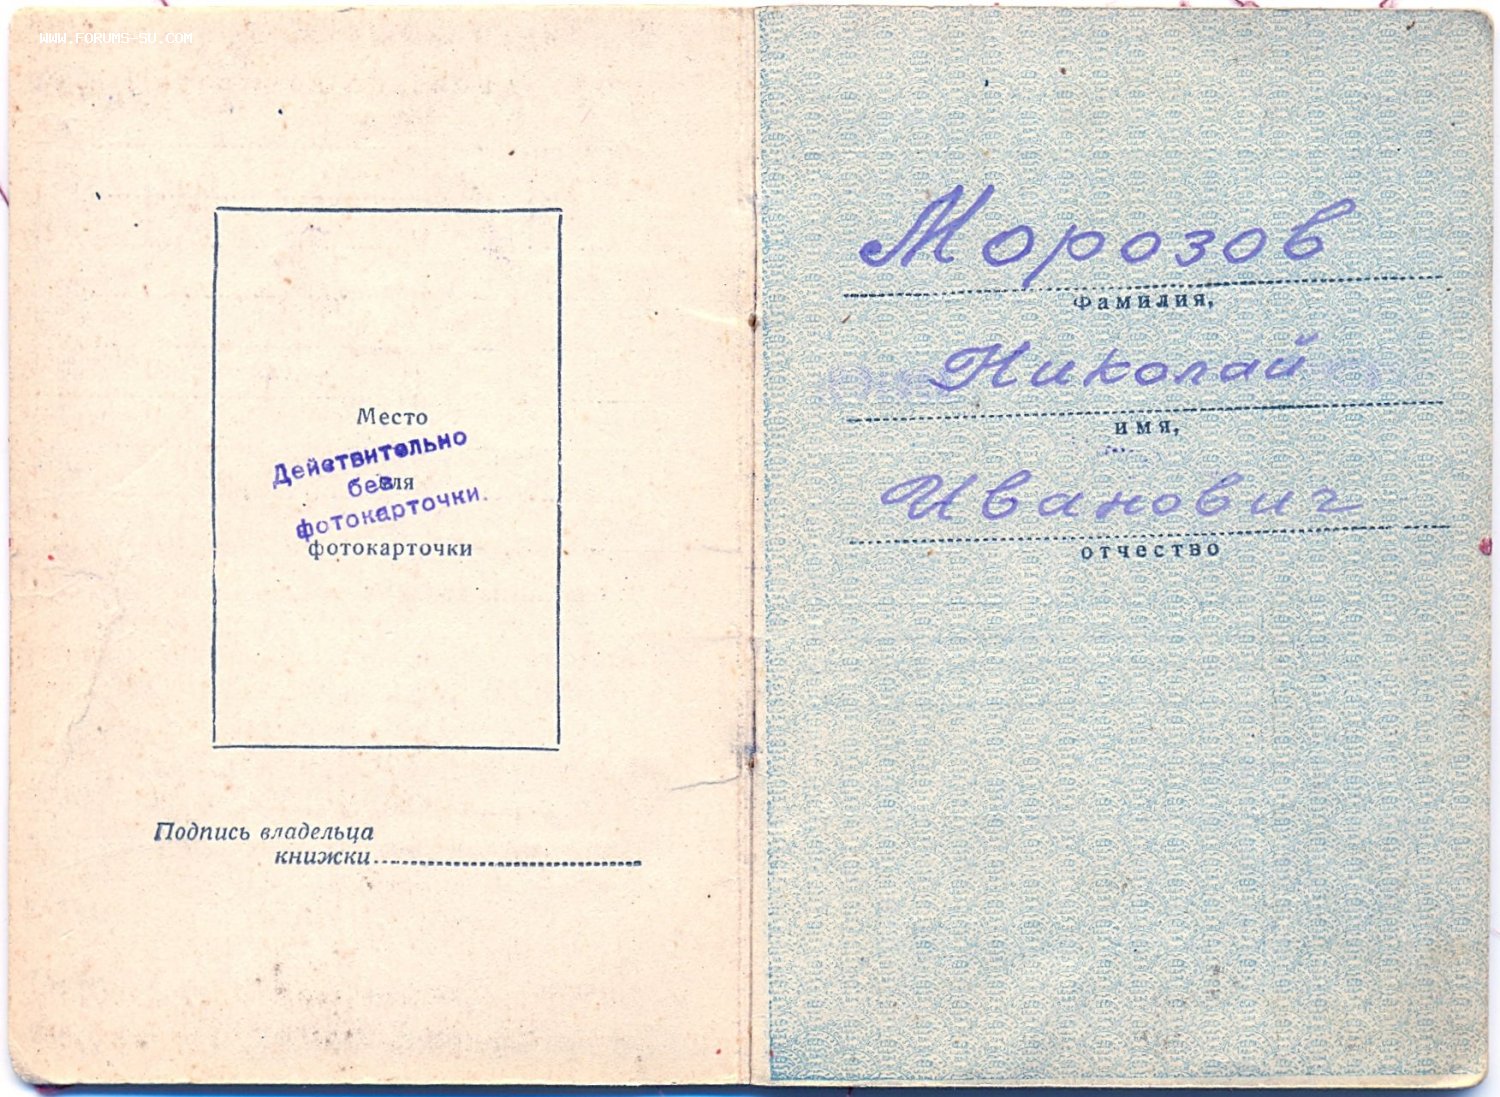 WWW.FORUMS-SU.COM
Место
Действительно
без
для
фотокарточки.
фотокарточки
Подпись владельца
книжки
Морозов
Фамилия,
Николай
имя,
Иванович
отчество